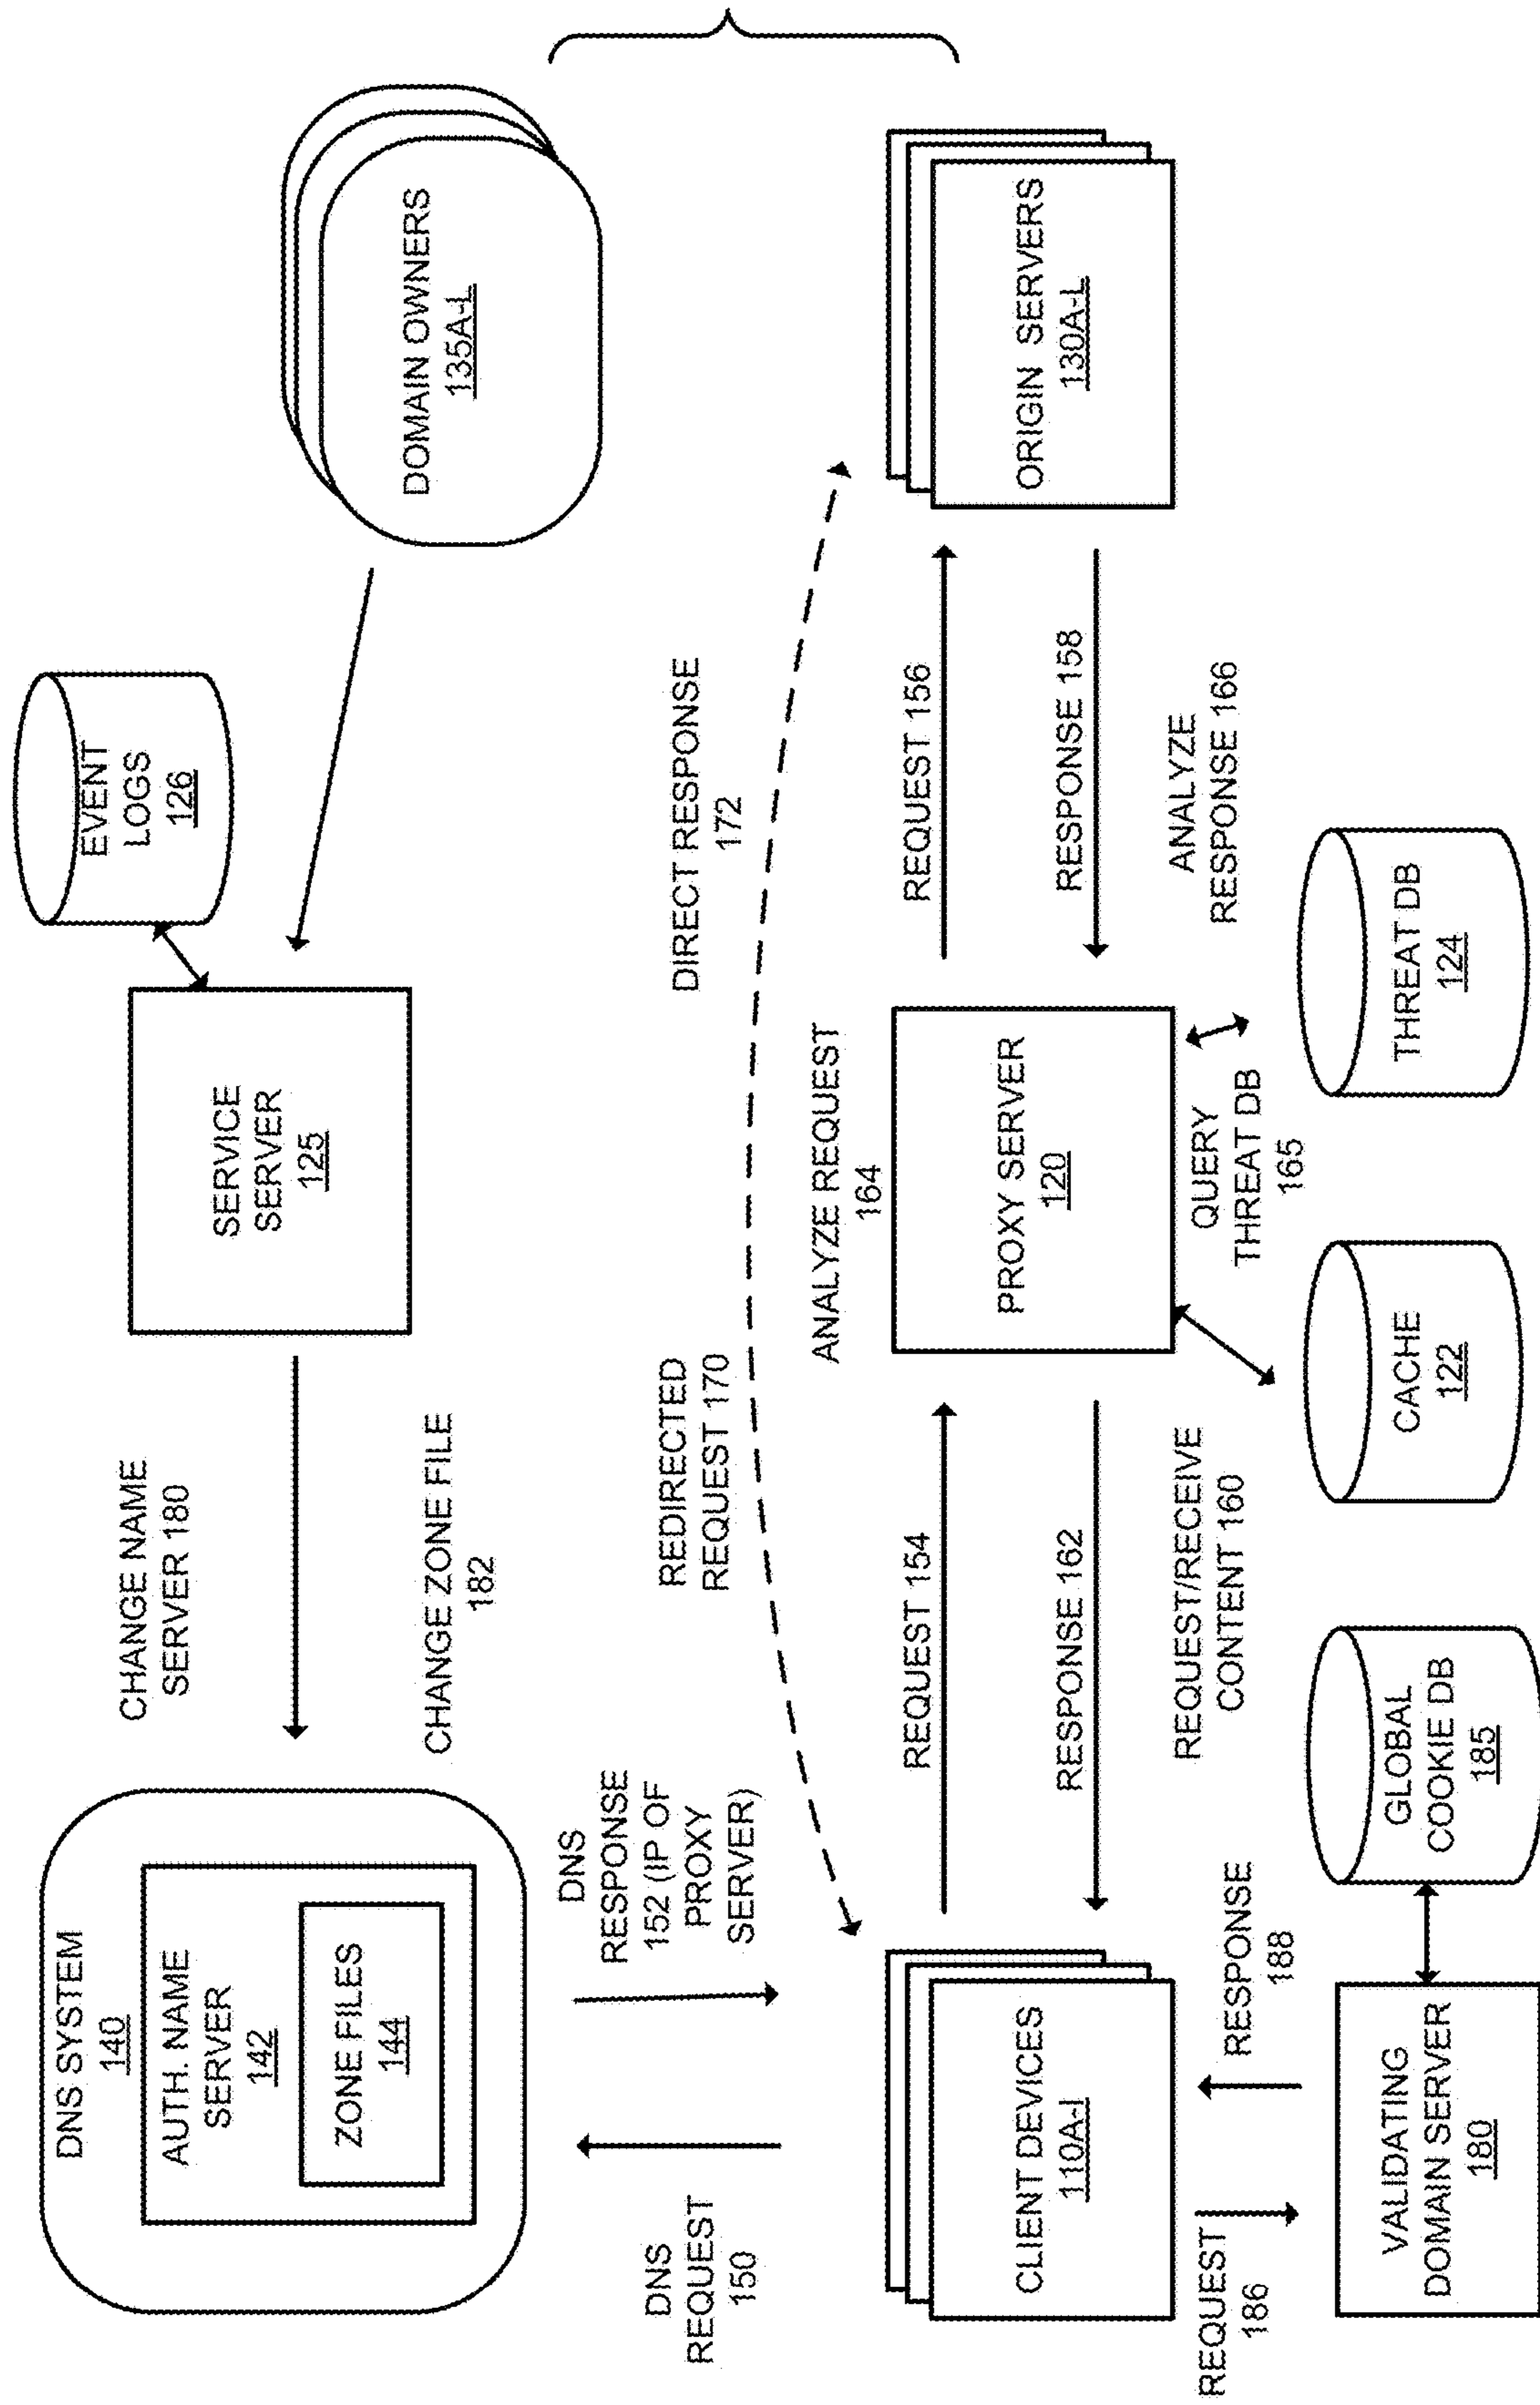 DNS SYSTEM
140
AUTH. NAME
SERVER
142
ZONE FILES
144
CHANGE NAME
SERVER 180
CHANGE ZONE FILE
182
SERVICE
SERVER
125
EVENT
LOGS
126
DOMAIN OWNERS
135A-L
DNS
REQUEST
150
DNS
RESPONSE
152 (IP OF
PROXY
SERVER)
REDIRECTED
REQUEST 170
DIRECT RESPONSE
172
CLIENT DEVICES
110A-I
REQUEST 154
RESPONSE 162
ANALYZE REQUEST
164
PROXY SERVER
120
REQUEST 156
RESPONSE 158
ORIGIN SERVERS
130A-L
REQUEST
186
RESPONSE
188
REQUEST/RECEIVE
CONTENT 160
QUERY
THREAT DB
165
ANALYZE
RESPONSE 166
VALIDATING
DOMAIN SERVER
180
GLOBAL
COOKIE DB
185
CACHE
122
THREAT DB
124